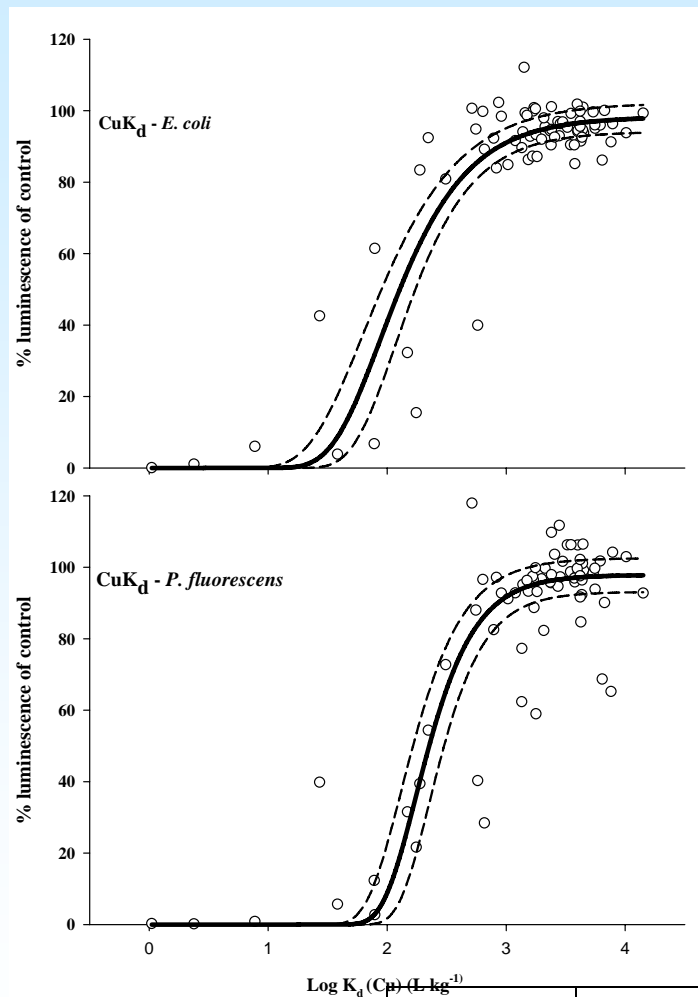 120
100
CuKd - E. coli
80
60
40
20
0
% luminescence of control
120
100
CuKd - P. fluorescens
80
60
40
20
0
% luminescence of control
0 1 2 3 4
Log Kd (Cu) (L kg-1)